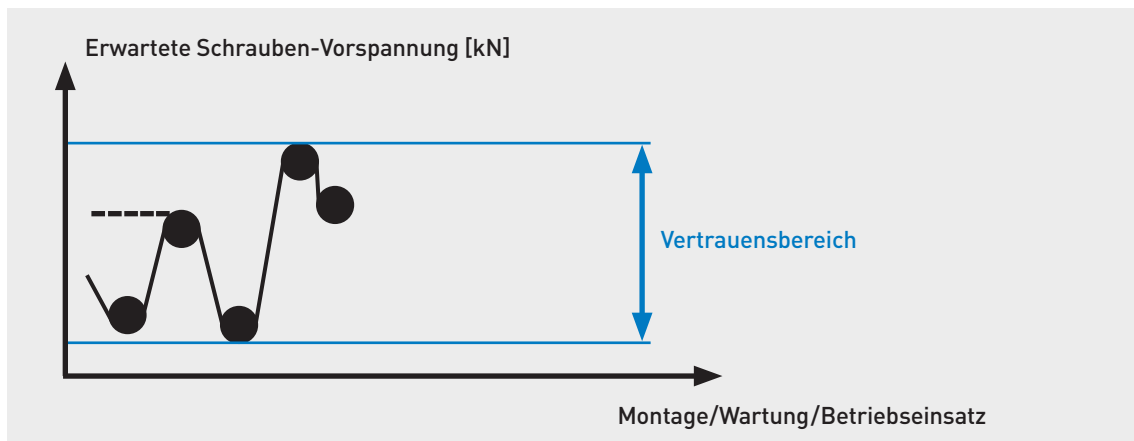 Erwartete Schrauben-Vorspannung [kN]
Vertrauensbereich
Montage/Wartung/Betriebseinsatz